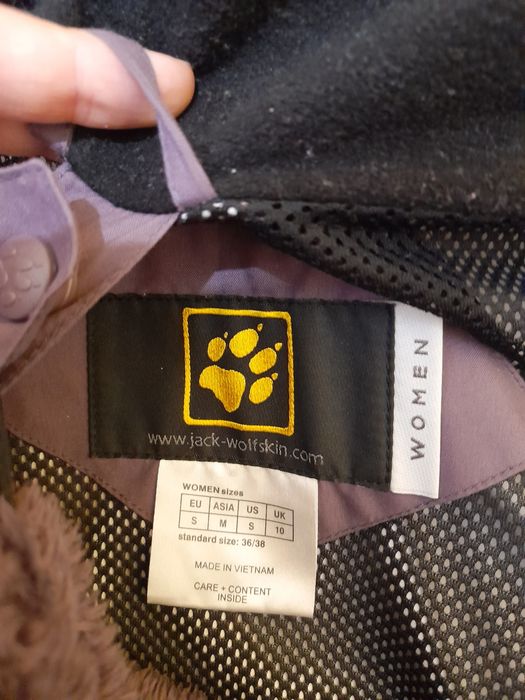 www.jack-wolfskin.com
WOMEN
WOMEN sizes
EU ASIA US UK
S M S 10
standard size: 36/38
MADE IN VIETNAM
CARE + CONTENT
INSIDE